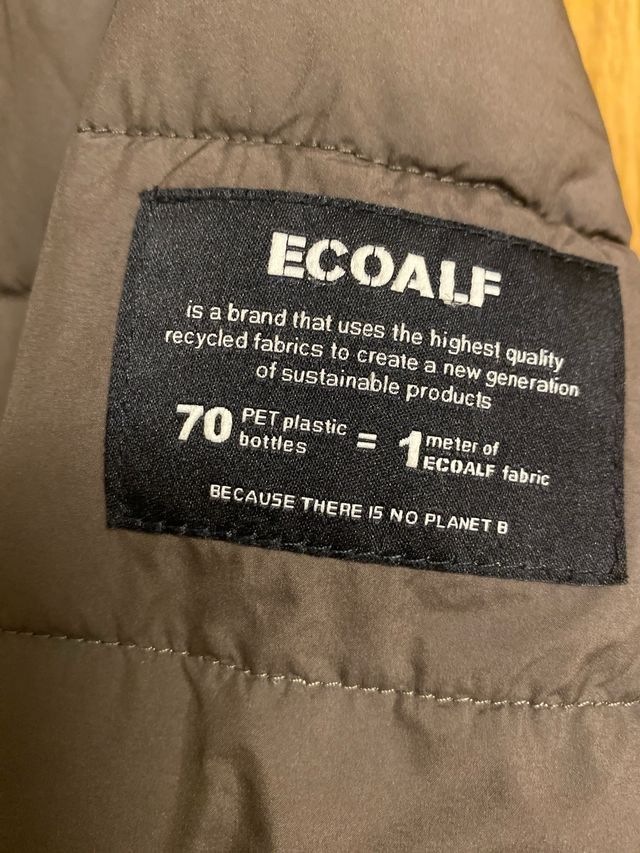 ECOALF
is a brand that uses the highest quality
recycled fabrics to create a new generation
of sustainable products
70 PET plastic bottles = 1 meter of ECOALF fabric
BECAUSE THERE IS NO PLANET B